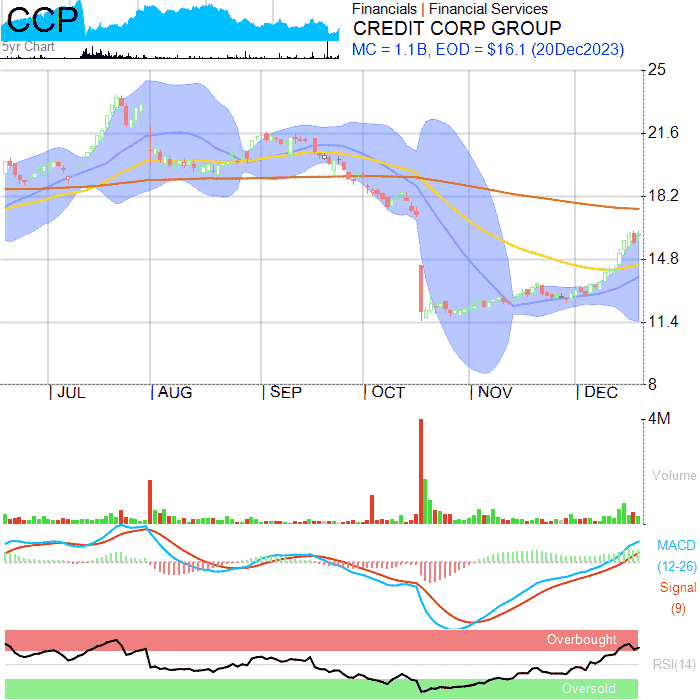 CCP
5yr Chart
Financials | Financial Services
CREDIT CORP GROUP
MC = 1.1B, EOD = $16.1 (20Dec2023)
25
21.6
18.2
14.8
11.4
8
JUL AUG SEP OCT NOV DEC
4M
Volume
MACD
(12-26)
Signal
(9)
Overbought
RSI(14)
Oversold